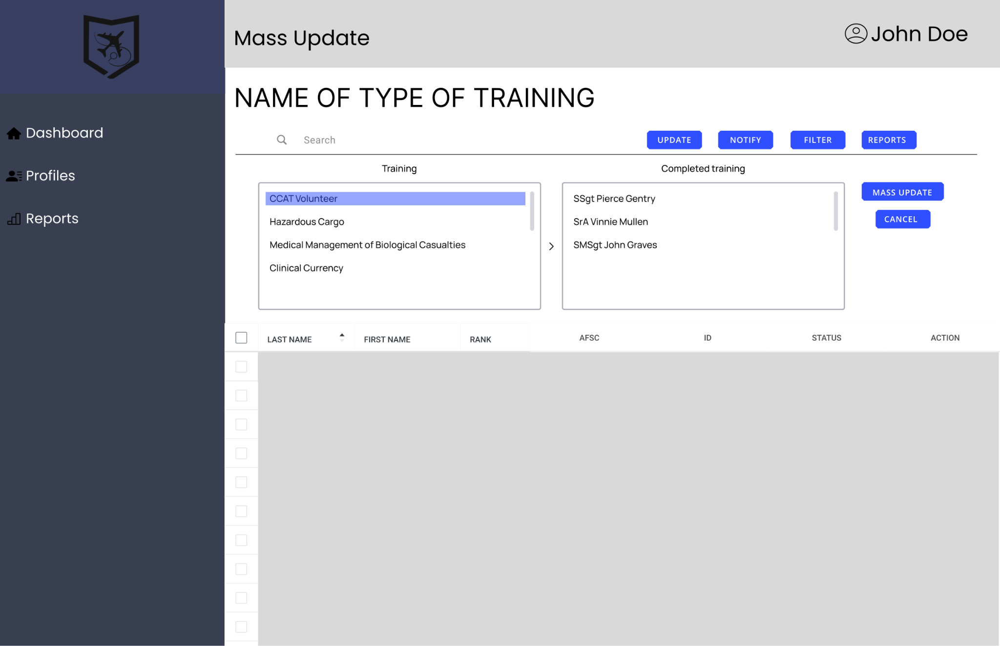 Mass Update
John Doe
Dashboard
Profiles
Reports
NAME OF TYPE OF TRAINING
Search
UPDATE
NOTIFY
FILTER
REPORTS
Training
Completed training
CCAT Volunteer
Hazardous Cargo
Medical Management of Biological Casualties
Clinical Currency
SSgt Pierce Gentry
SrA Vinnie Mullen
SMSgt John Graves
MASS UPDATE
CANCEL
LAST NAME
FIRST NAME
RANK
AFSC
ID
STATUS
ACTION